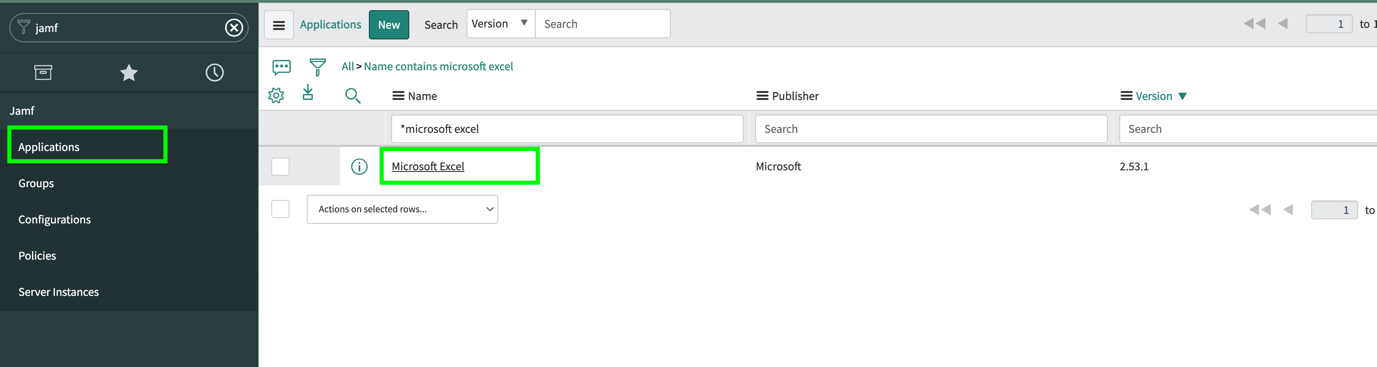 jamf
Applications New Search Version Search 1 to 1
All > Name contains microsoft excel
Name Publisher Version
Jamf
*microsoft excel Search Search
Applications
Microsoft Excel Microsoft 2.53.1
Groups
Actions on selected rows... 1 to
Configurations
Policies
Server Instances